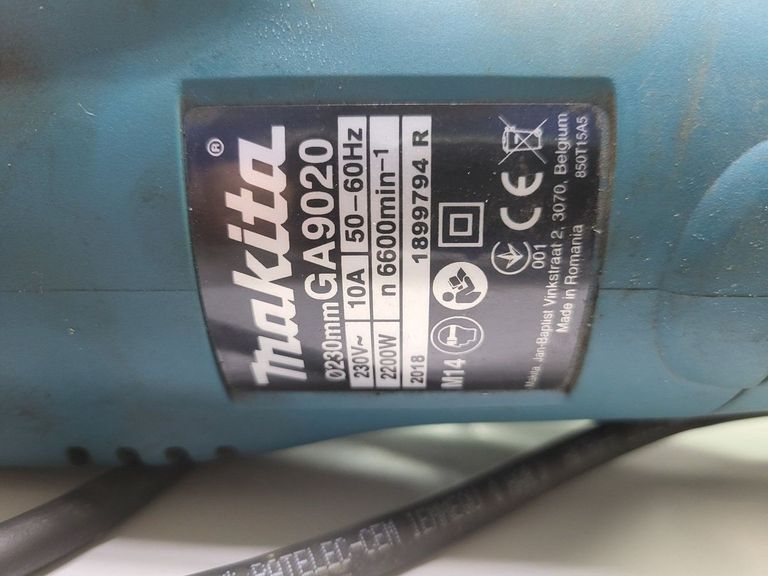 makita®
Ø230mm GA9020
230V~ 10A 50-60Hz
2200W n 6600min-1
2018 1899794 R
M14
001
Makita, Jan-Baptist Vinkstraat 2, 3070, Belgium
Made in Romania 850T15A5